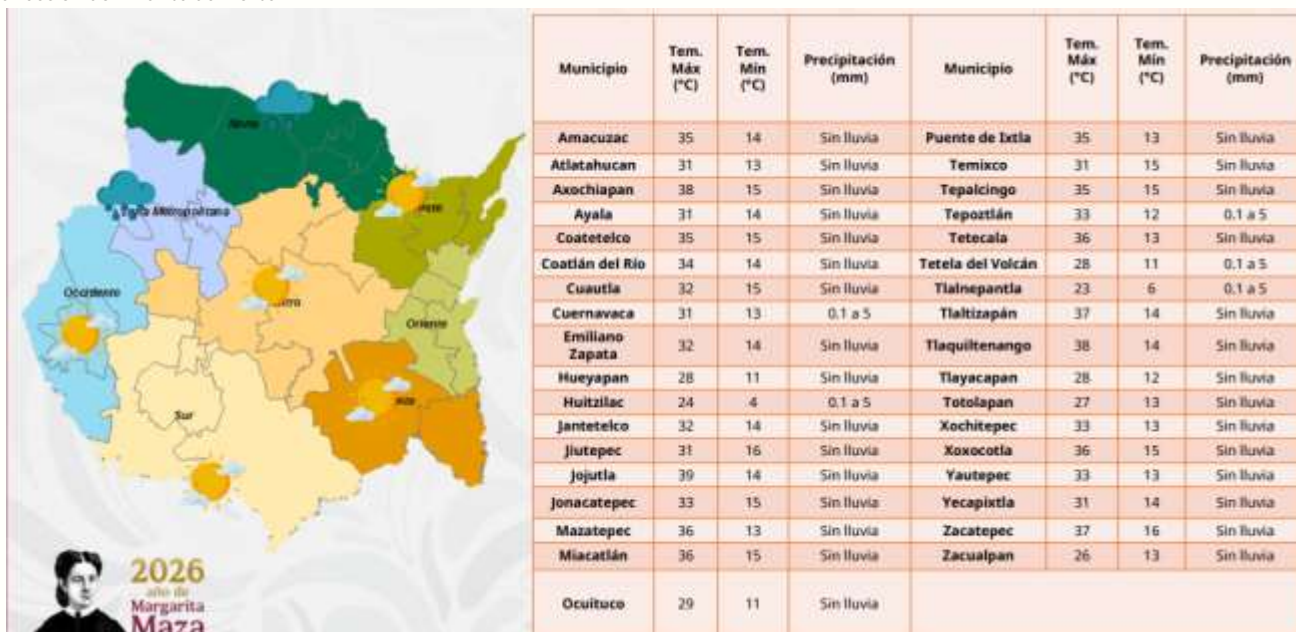 Zona Metropolitana
Occidente
Oriente
Sur
2026
año de
Margarita
Maza
Municipio Tem. Máx (°C) Tem. Mín (°C) Precipitación (mm) Municipio Tem. Máx (°C) Tem. Mín (°C) Precipitación (mm)
Amacuzac 35 14 Sin lluvia Puente de Ixtla 35 13 Sin lluvia
Atlatahucan 31 13 Sin lluvia Temixco 31 15 Sin lluvia
Axochiapan 38 15 Sin lluvia Tepalcingo 35 15 Sin lluvia
Ayala 31 14 Sin lluvia Tepoztlán 33 12 0.1 a 5
Coatetelco 35 15 Sin lluvia Tetecala 36 13 Sin lluvia
Coatlán del Río 34 14 Sin lluvia Tetela del Volcán 28 11 0.1 a 5
Cuautla 32 15 Sin lluvia Tlalnepantla 23 6 0.1 a 5
Cuernavaca 31 13 0.1 a 5 Tlaltizapán 37 14 Sin lluvia
Emiliano Zapata 32 14 Sin lluvia Tlaquiltenango 38 14 Sin lluvia
Hueyapan 28 11 Sin lluvia Tlayacapan 28 12 Sin lluvia
Huitzilac 24 4 0.1 a 5 Totolapan 27 13 Sin lluvia
Jantetelco 32 14 Sin lluvia Xochitepec 33 13 Sin lluvia
Jiutepec 31 16 Sin lluvia Xoxocotla 36 15 Sin lluvia
Jojutla 39 14 Sin lluvia Yautepec 33 13 Sin lluvia
Jonacatepec 33 15 Sin lluvia Yecapixtla 31 14 Sin lluvia
Mazatepec 36 13 Sin lluvia Zacatepec 37 16 Sin lluvia
Miacatlán 36 15 Sin lluvia Zacualpan 26 13 Sin lluvia
Ocuituco 29 11 Sin lluvia